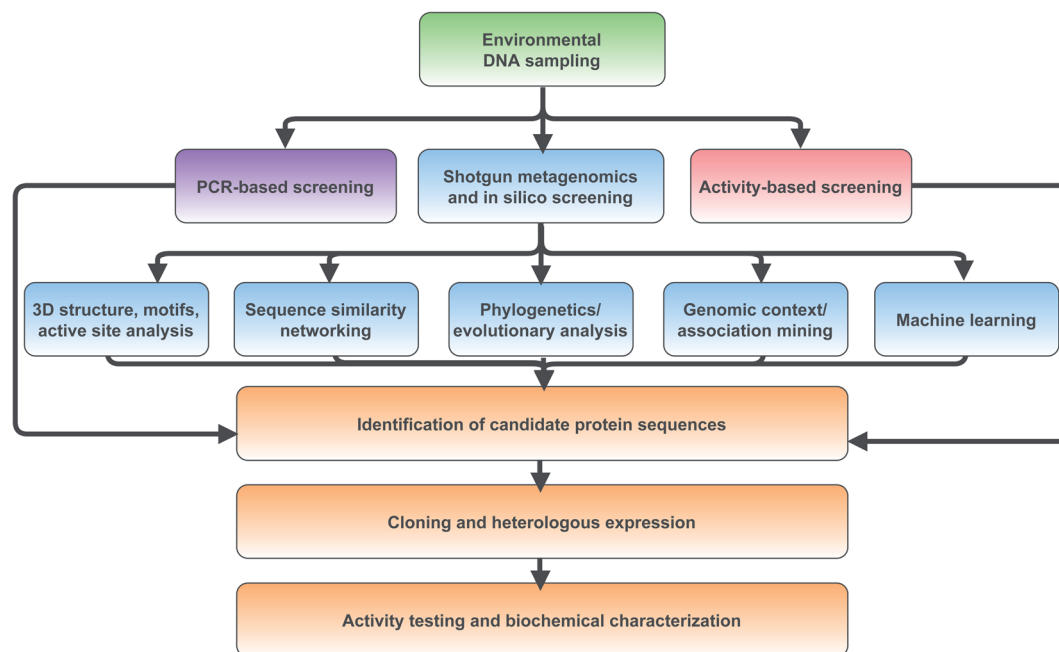 Environmental
DNA sampling
PCR-based screening
Shotgun metagenomics
and in silico screening
Activity-based screening
3D structure, motifs,
active site analysis
Sequence similarity
networking
Phylogenetics/
evolutionary analysis
Genomic context/
association mining
Machine learning
Identification of candidate protein sequences
Cloning and heterologous expression
Activity testing and biochemical characterization